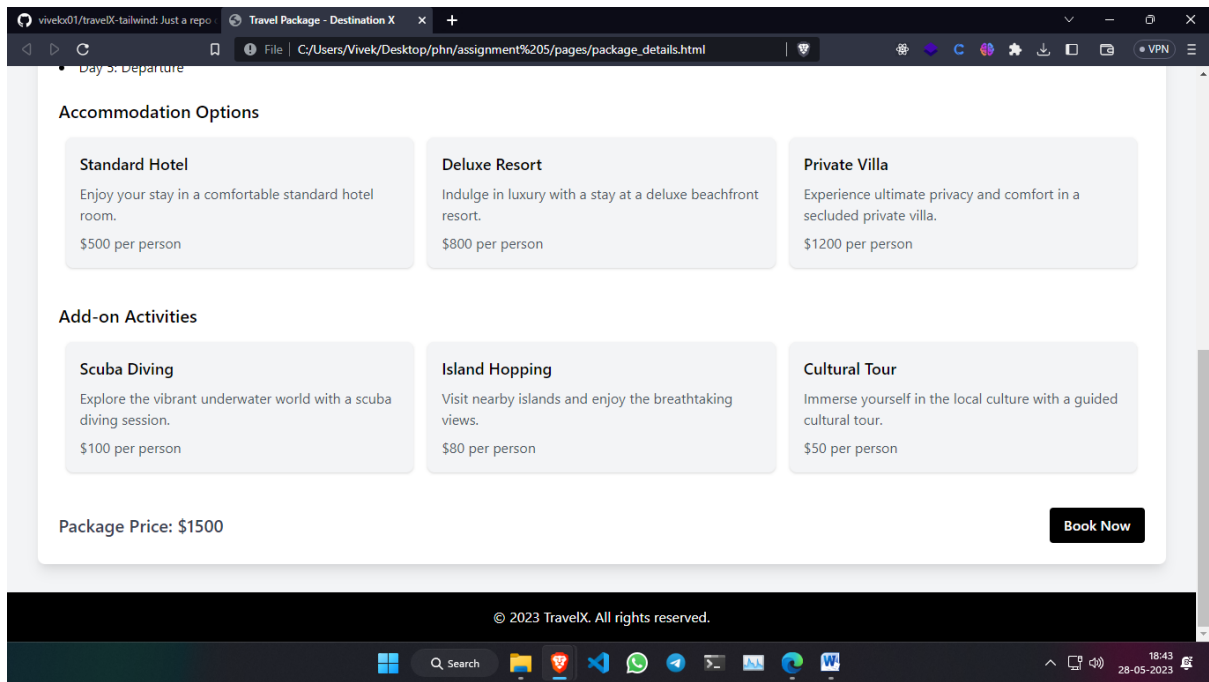 vivekx01/travelX-tailwind: Just a repo
Travel Package - Destination X
File
C:/Users/Vivek/Desktop/phn/assignment%205/pages/package_details.html
VPN
Day 5: Departure
Accommodation Options
Standard Hotel
Enjoy your stay in a comfortable standard hotel
room.
$500 per person
Deluxe Resort
Indulge in luxury with a stay at a deluxe beachfront
resort.
$800 per person
Private Villa
Experience ultimate privacy and comfort in a
secluded private villa.
$1200 per person
Add-on Activities
Scuba Diving
Explore the vibrant underwater world with a scuba
diving session.
$100 per person
Island Hopping
Visit nearby islands and enjoy the breathtaking
views.
$80 per person
Cultural Tour
Immerse yourself in the local culture with a guided
cultural tour.
$50 per person
Package Price: $1500
Book Now
© 2023 TravelX. All rights reserved.
Search
18:43
28-05-2023